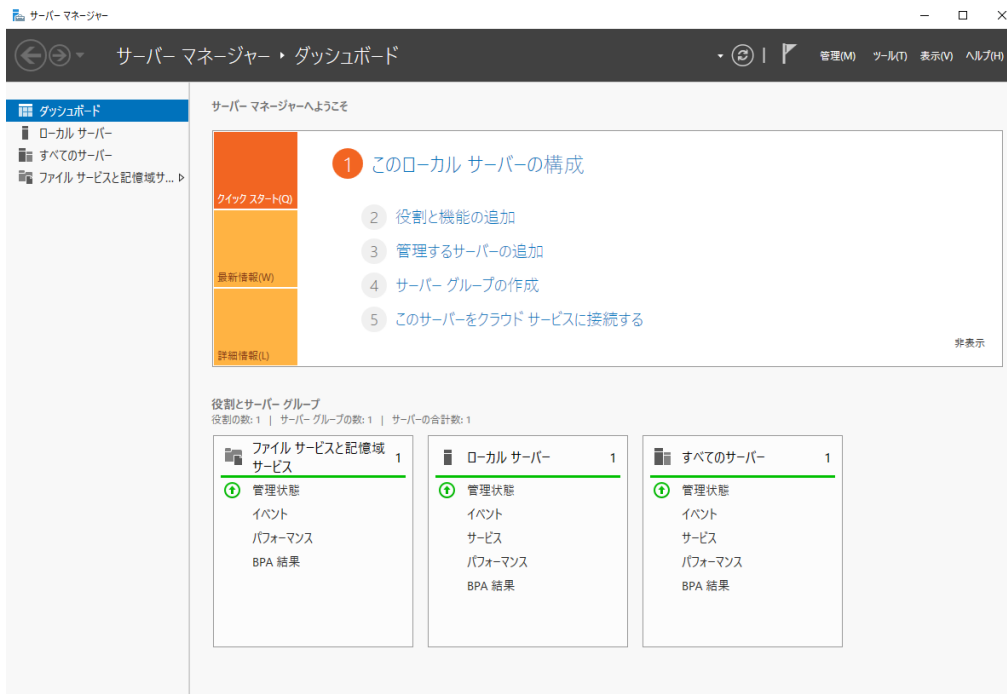 サーバー マネージャー
サーバー マネージャー ダッシュボード
管理(M) ツール(T) 表示(V) ヘルプ(H)
ダッシュボード
ローカル サーバー
すべてのサーバー
ファイル サービスと記憶域サ...
サーバー マネージャーへようこそ
クイック スタート(Q)
最新情報(W)
詳細情報(L)
1 このローカル サーバーの構成
2 役割と機能の追加
3 管理するサーバーの追加
4 サーバー グループの作成
5 このサーバーをクラウド サービスに接続する
非表示
役割とサーバー グループ
役割の数: 1 | サーバー グループの数: 1 | サーバーの合計数: 1
ファイル サービスと記憶域
サービス
1
管理状態
イベント
パフォーマンス
BPA 結果
ローカル サーバー 1
管理状態
イベント
サービス
パフォーマンス
BPA 結果
すべてのサーバー 1
管理状態
イベント
サービス
パフォーマンス
BPA 結果